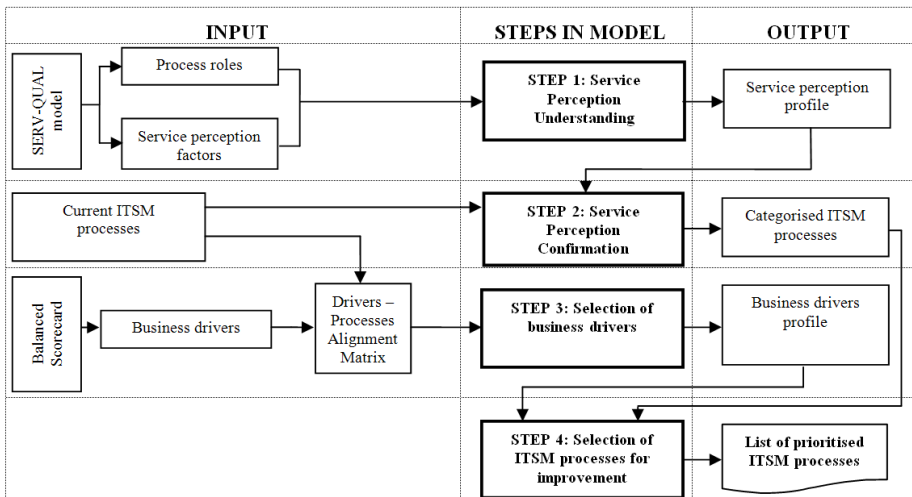 INPUT
STEPS IN MODEL
OUTPUT
SERV-QUAL
model
Process roles
Service perception
factors
STEP 1: Service
Perception
Understanding
Service perception
profile
Current ITSM
processes
STEP 2: Service
Perception
Confirmation
Categorised ITSM
processes
Balanced
Scorecard
Business drivers
Drivers –
Processes
Alignment
Matrix
STEP 3: Selection of
business drivers
Business drivers
profile
STEP 4: Selection of
ITSM processes for
improvement
List of prioritised
ITSM processes